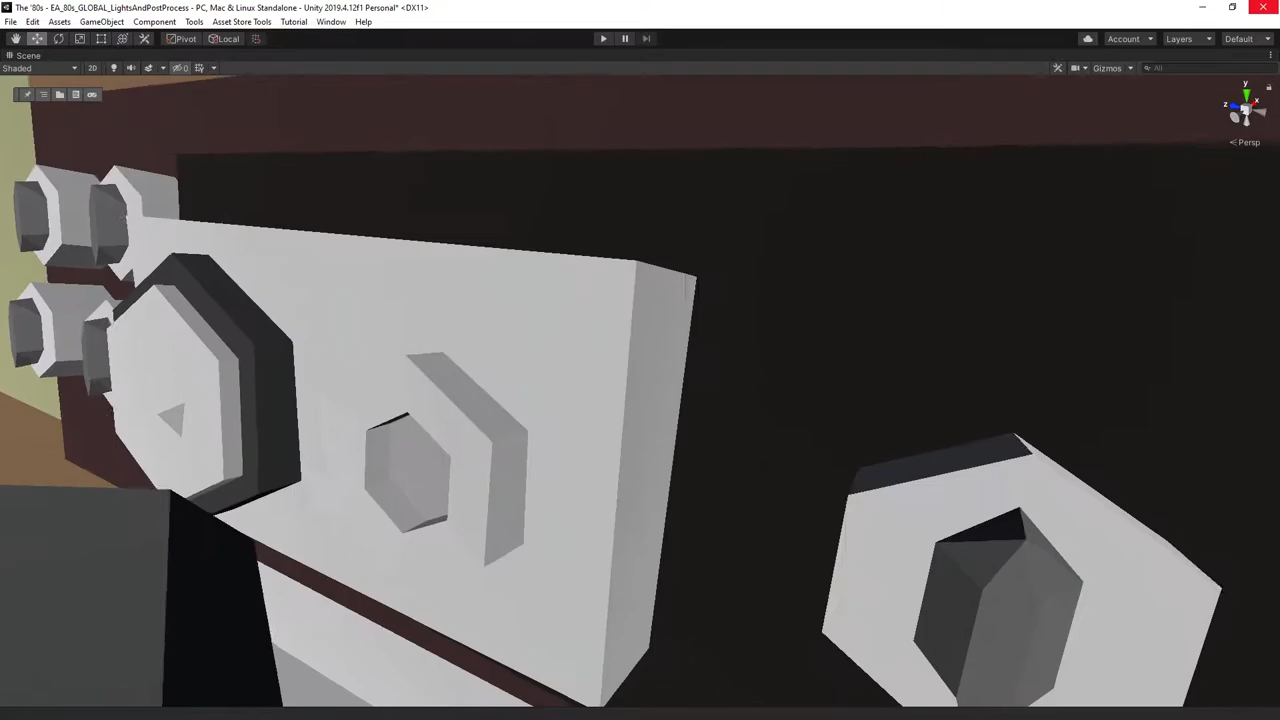 The '80s - EA_80s_GLOBAL_LightsAndPostProcess - PC, Mac & Linux Standalone - Unity 2019.4.12f1 Personal* <DX11>
File Edit Assets GameObject Component Tools Asset Store Tools Tutorial Window Help
Pivot Local Account Layers Default
Scene
Shaded 2D 0 Gizmos All
y
z x
< Persp